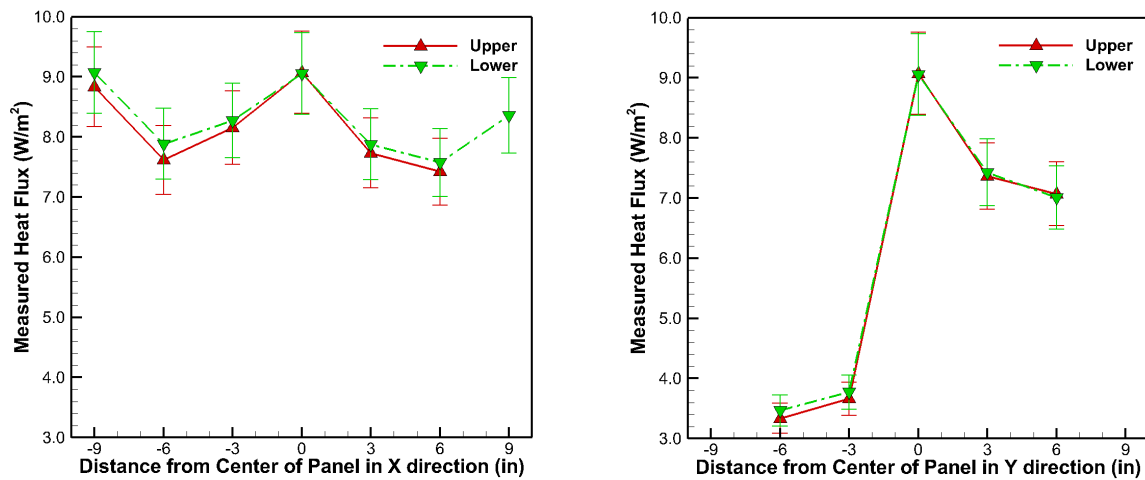 10.0
9.0
8.0
7.0
6.0
5.0
4.0
3.0
Measured Heat Flux (W/m²)
Upper
Lower
-9 -6 -3 0 3 6 9
Distance from Center of Panel in X direction (in)
10.0
9.0
8.0
7.0
6.0
5.0
4.0
3.0
Measured Heat Flux (W/m²)
Upper
Lower
-9 -6 -3 0 3 6 9
Distance from Center of Panel in Y direction (in)